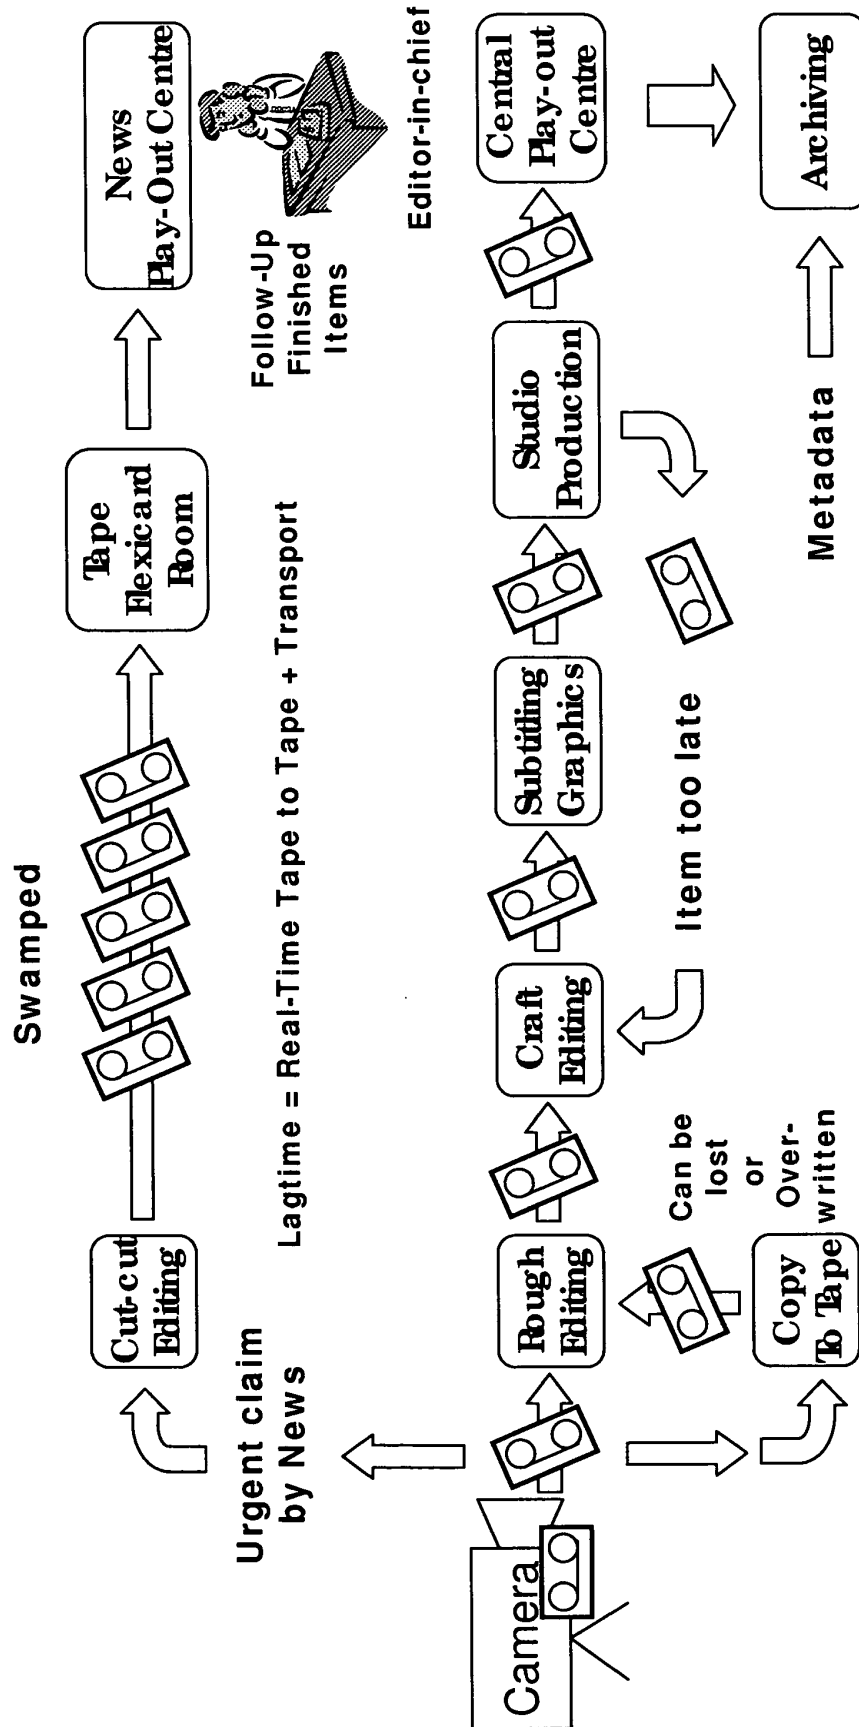 Swamped
Cut-cut
Editing
Tape
Flexicard
Room
News
Play-Out Centre
Urgent claim
by News
Lagtime = Real-Time Tape to Tape + Transport
Follow-Up
Finished
Items
Editor-in-chief
Camera
Rough
Editing
Craft
Editing
Subtitling
Graphics
Studio
Production
Central
Play-out
Centre
Copy
To Tape
Can be
lost
or
Over-
written
Item too late
Metadata
Archiving